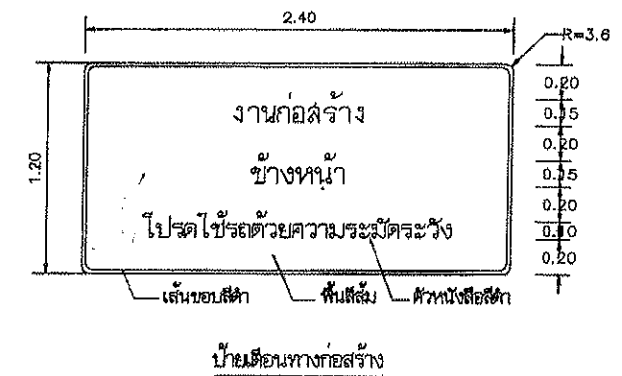 2.40
R=3.6
1.20
งานก่อสร้าง
ข้างหน้า
โปรดใช้รถด้วยความระมัดระวัง
0.20
0.15
0.20
0.15
0.20
0.10
0.20
เส้นขอบสีดำ
พื้นสีส้ม
ตัวหนังสือสีดำ
ป้ายเตือนทางก่อสร้าง